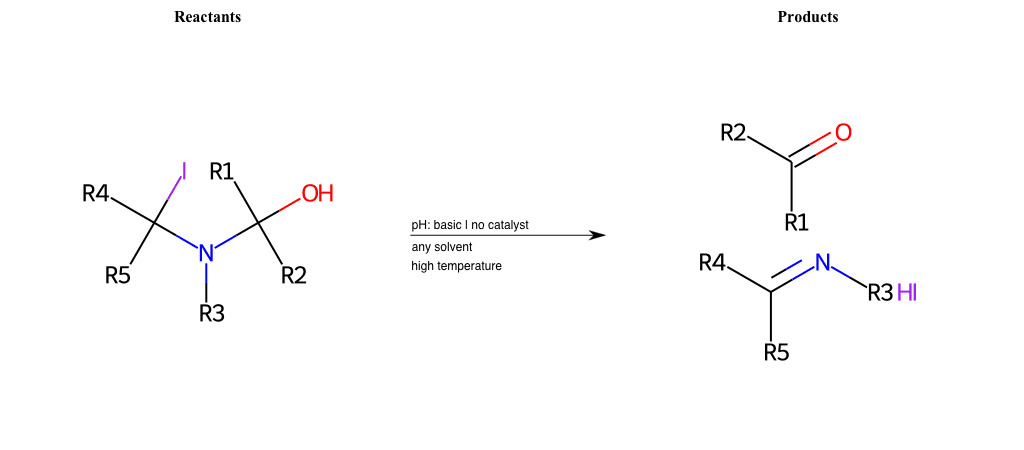 Reactants
Products
R2
O
R1
I
R1
R4
OH
R5
N
R2
R3
pH: basic | no catalyst
any solvent
high temperature
R4
N
R3
HI
R5